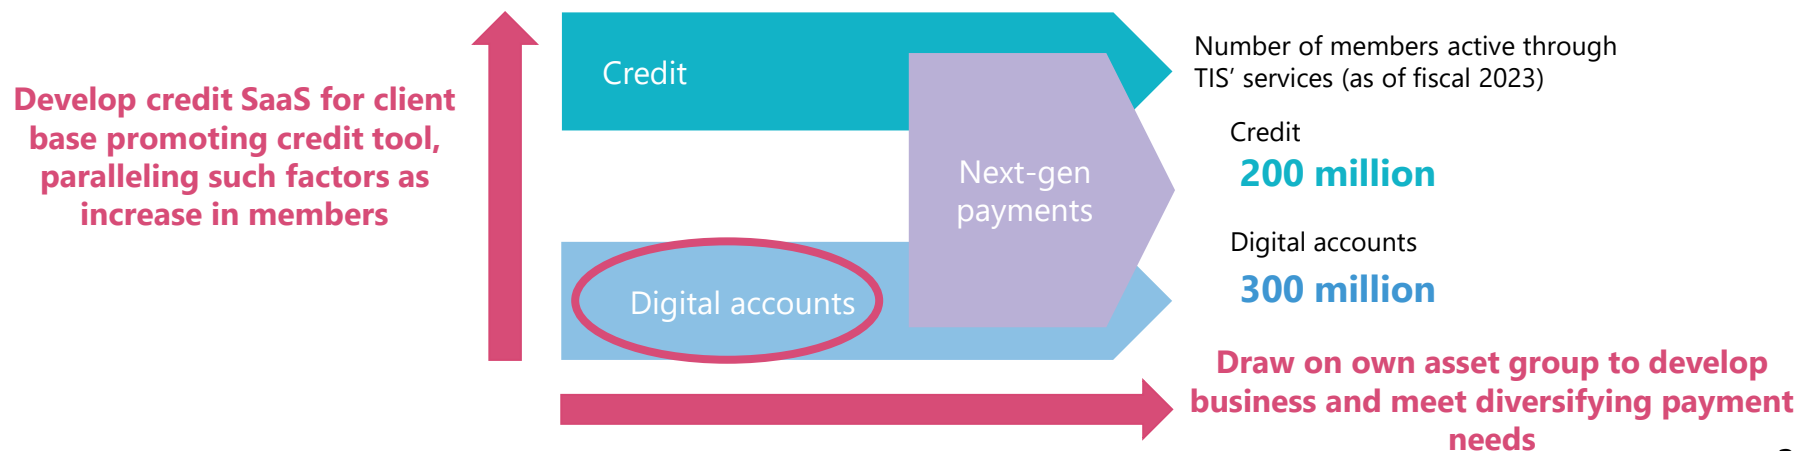 Develop credit SaaS for client
base promoting credit tool,
paralleling such factors as
increase in members
Credit
Next-gen
payments
Digital accounts
Number of members active through
TIS’ services (as of fiscal 2023)
Credit
200 million
Digital accounts
300 million
Draw on own asset group to develop
business and meet diversifying payment
needs